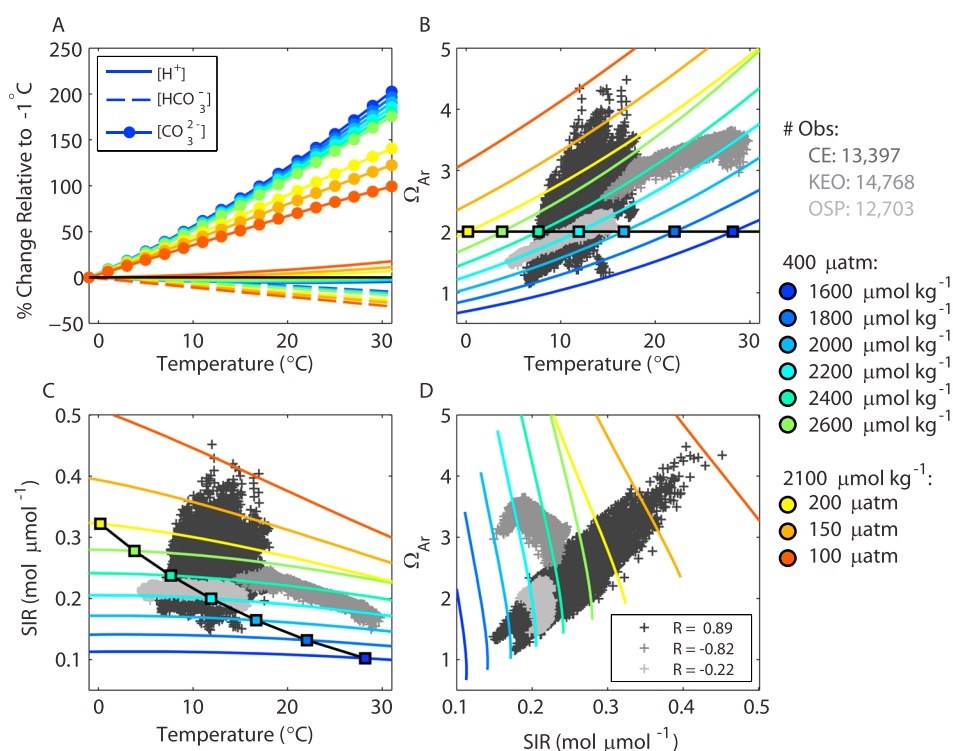 A
% Change Relative to -1°C
250
200
150
100
50
0
−50
[H+]
[HCO3-]
[CO32-]
0
10
20
30
Temperature (°C)
B
ΩAr
5
4
3
2
1
0
10
20
30
Temperature (°C)
# Obs:
CE: 13,397
KEO: 14,768
OSP: 12,703
400 µatm:
1600 µmol kg-1
1800 µmol kg-1
2000 µmol kg-1
2200 µmol kg-1
2400 µmol kg-1
2600 µmol kg-1
2100 µmol kg-1:
200 µatm
150 µatm
100 µatm
C
SIR (mol µmol -1)
0.5
0.4
0.3
0.2
0.1
0
10
20
30
Temperature (°C)
D
ΩAr
5
4
3
2
1
R = 0.89
R = -0.82
R = -0.22
0.1
0.2
0.3
0.4
0.5
SIR (mol µmol -1)